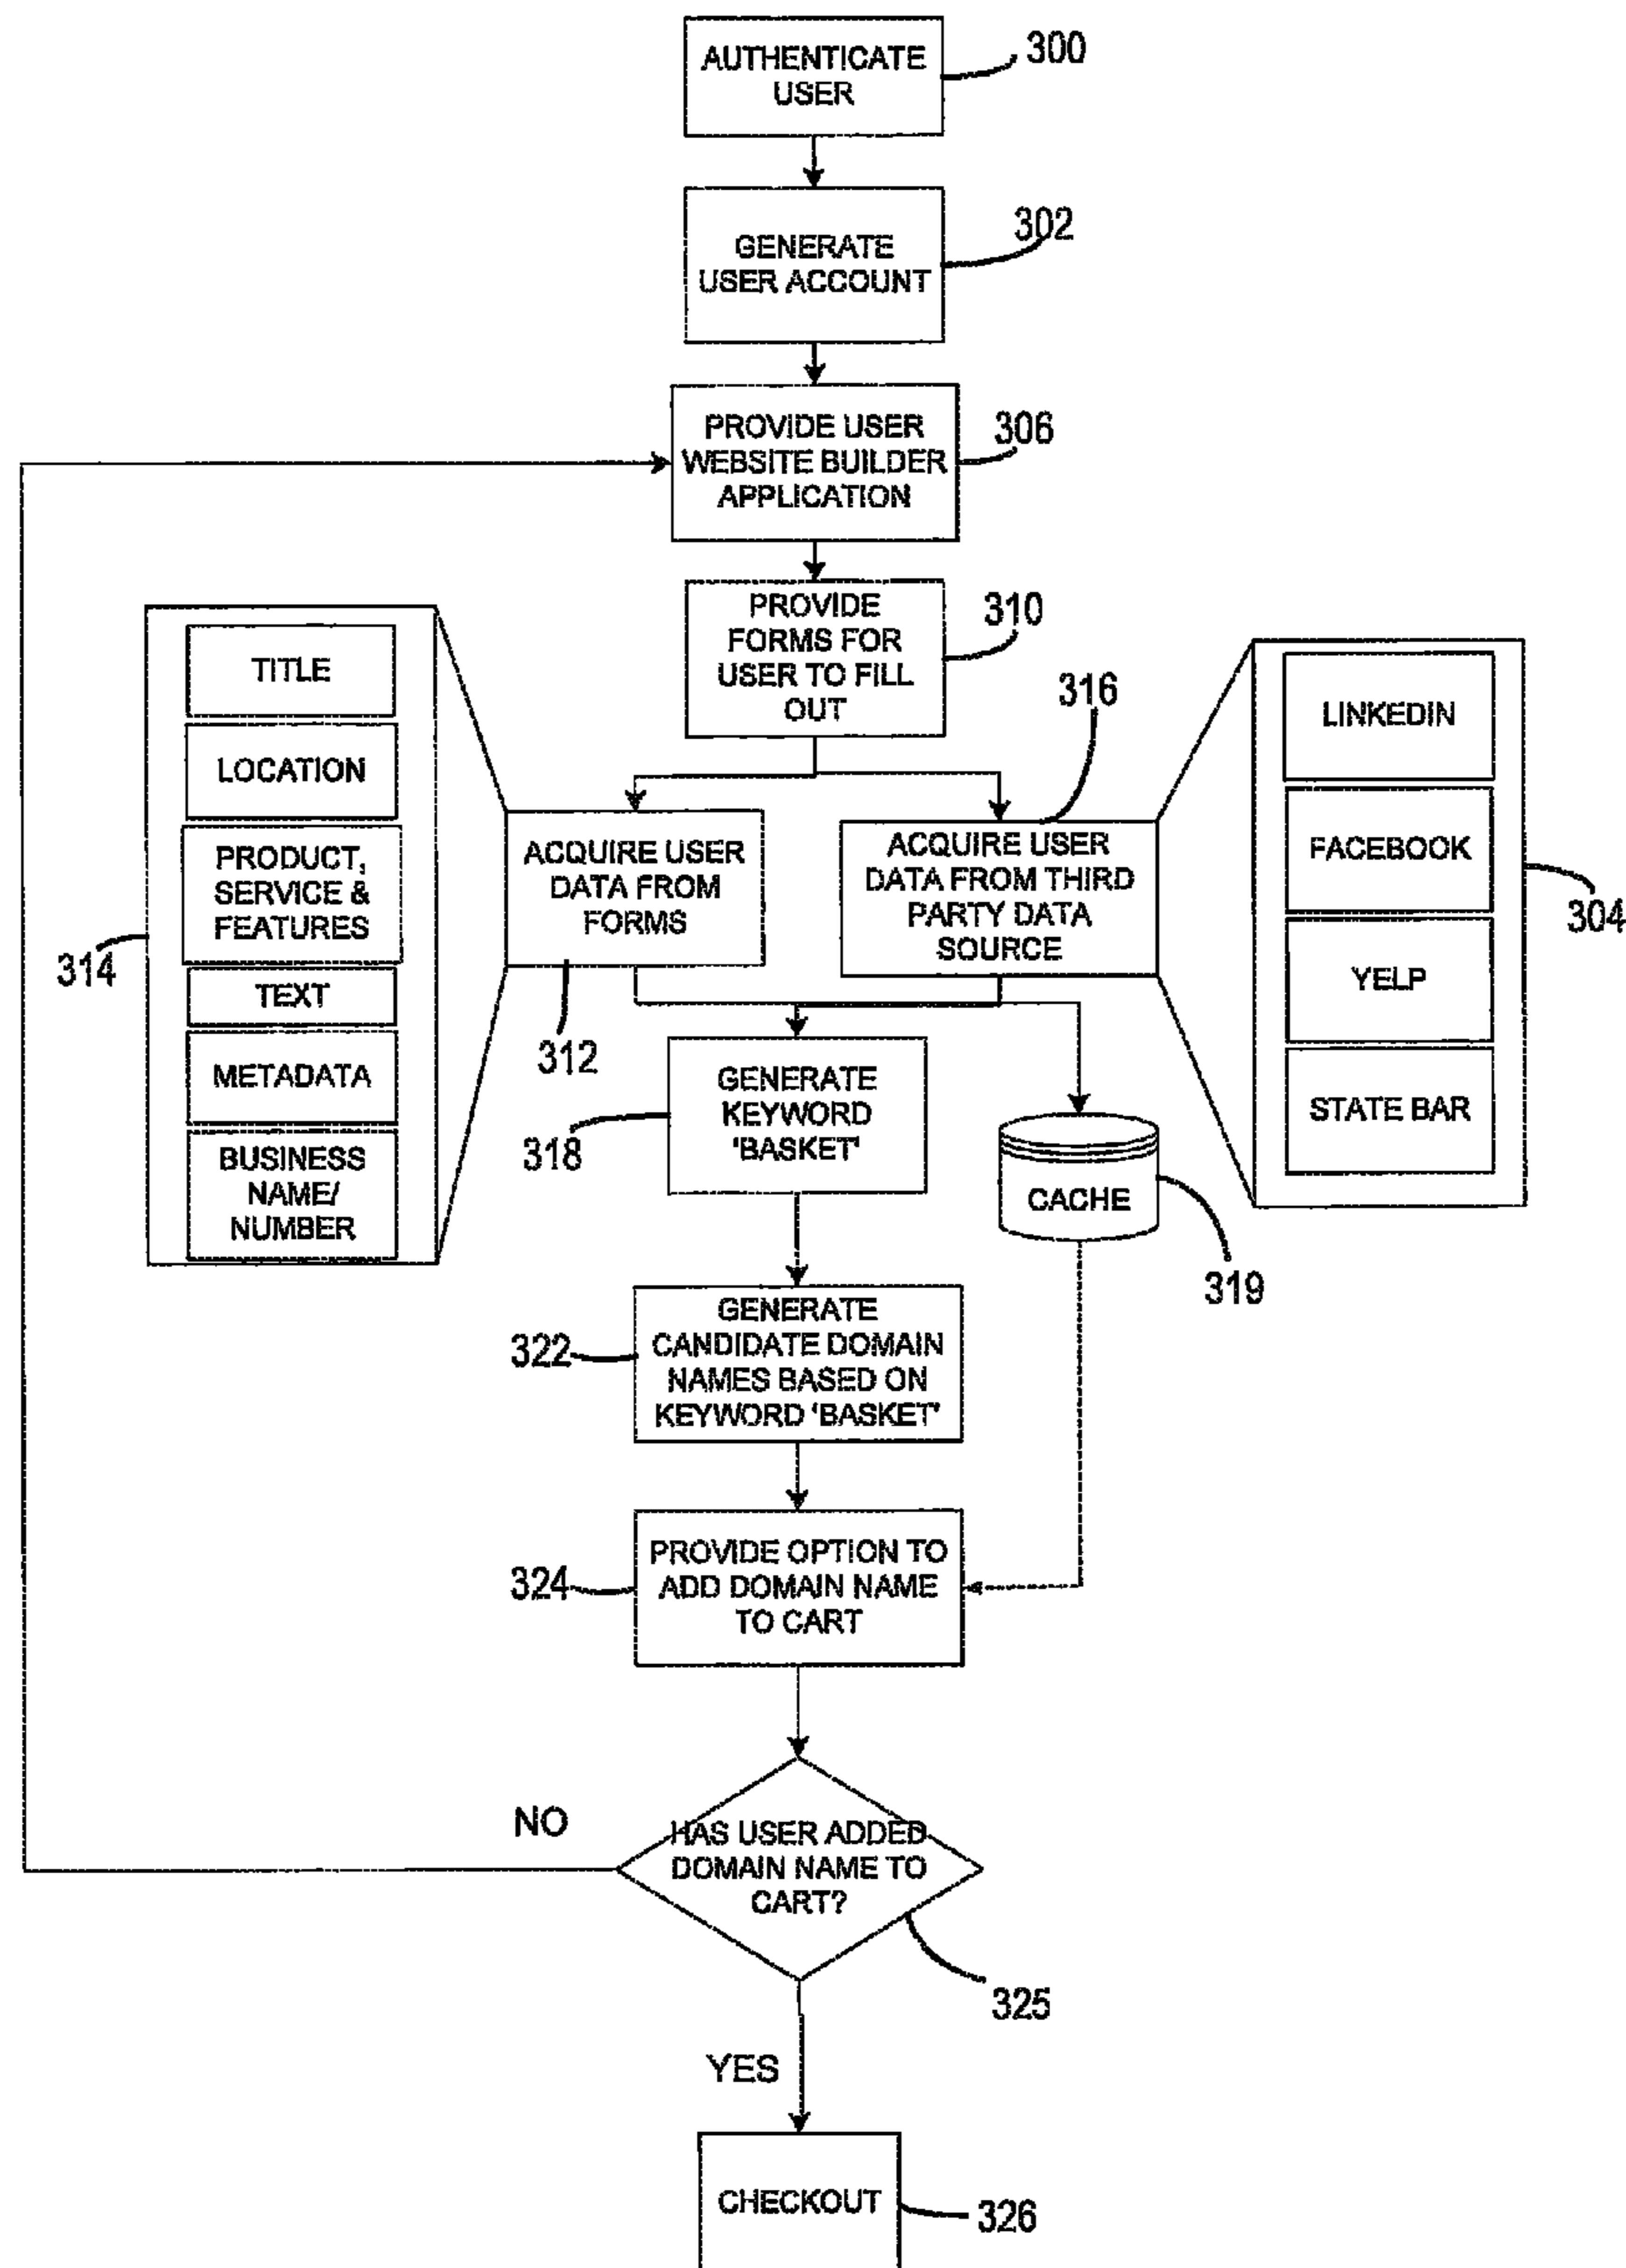 AUTHENTICATE
USER
300
GENERATE
USER ACCOUNT
302
PROVIDE USER
WEBSITE BUILDER
APPLICATION
306
PROVIDE
FORMS FOR
USER TO FILL
OUT
310
TITLE
LOCATION
PRODUCT,
SERVICE &
FEATURES
TEXT
METADATA
BUSINESS
NAME/
NUMBER
314
ACQUIRE USER
DATA FROM
FORMS
312
ACQUIRE USER
DATA FROM THIRD
PARTY DATA
SOURCE
316
LINKEDIN
FACEBOOK
YELP
STATE BAR
304
GENERATE
KEYWORD
'BASKET'
318
CACHE
319
GENERATE
CANDIDATE DOMAIN
NAMES BASED ON
KEYWORD 'BASKET'
322
PROVIDE OPTION TO
ADD DOMAIN NAME
TO CART
324
NO
HAS USER ADDED
DOMAIN NAME TO
CART?
325
YES
CHECKOUT
326